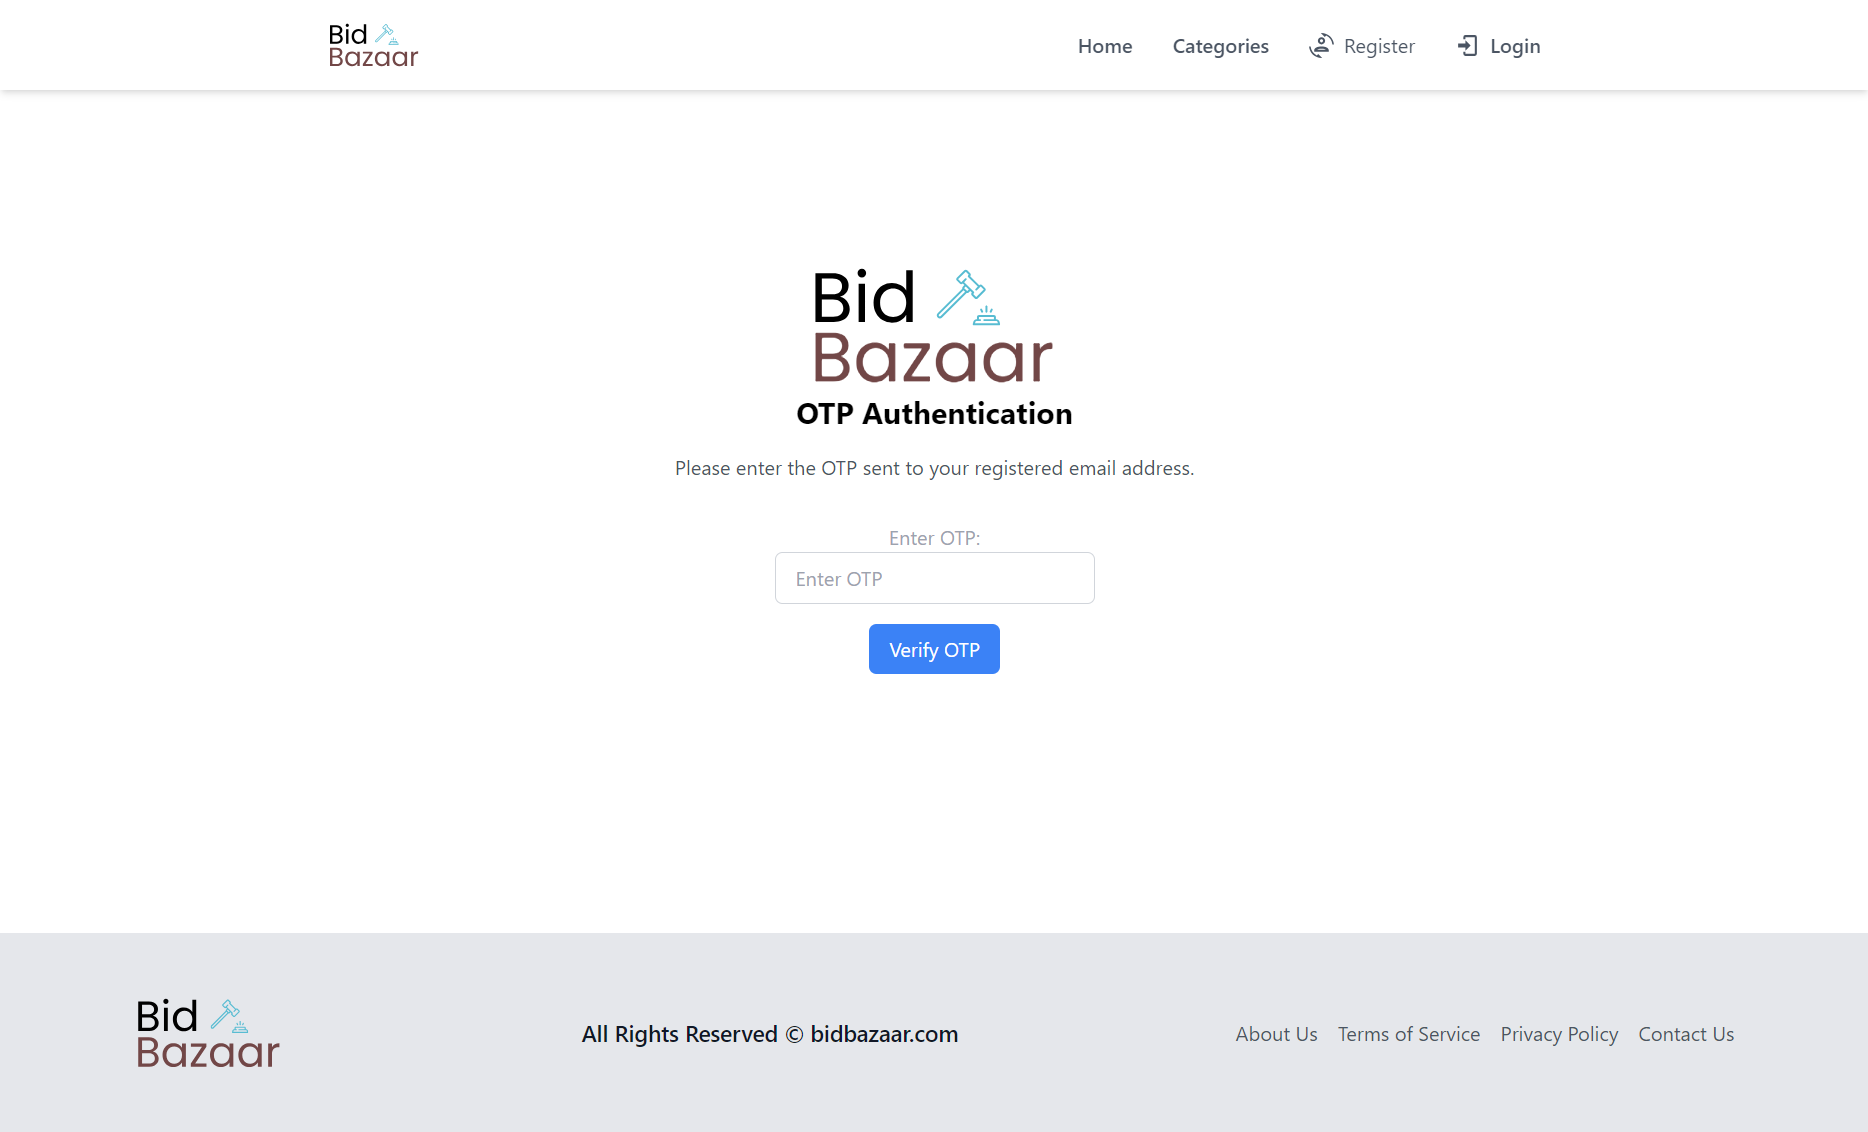 Bid
Bazaar
Home Categories Register Login
Bid
Bazaar
OTP Authentication
Please enter the OTP sent to your registered email address.
Enter OTP:
Enter OTP
Verify OTP
Bid
Bazaar
All Rights Reserved © bidbazaar.com
About Us Terms of Service Privacy Policy Contact Us